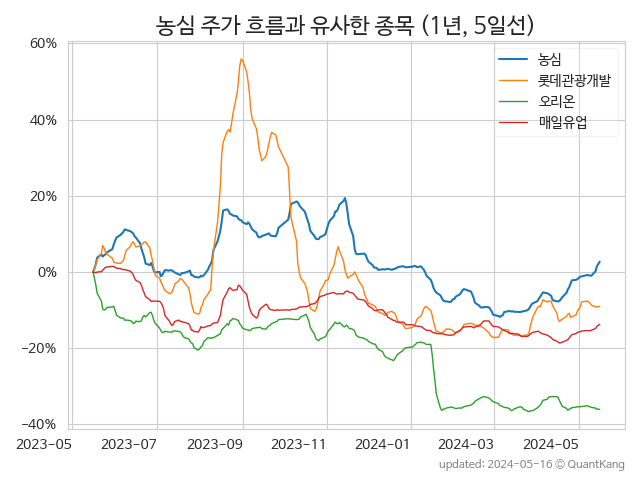 농심 주가 흐름과 유사한 종목 (1년, 5일선)
60%
40%
20%
0%
−20%
−40%
농심
롯데관광개발
오리온
매일유업
2023-05 2023-07 2023-09 2023-11 2024-01 2024-03 2024-05
updated: 2024-05-16 © QuantKang